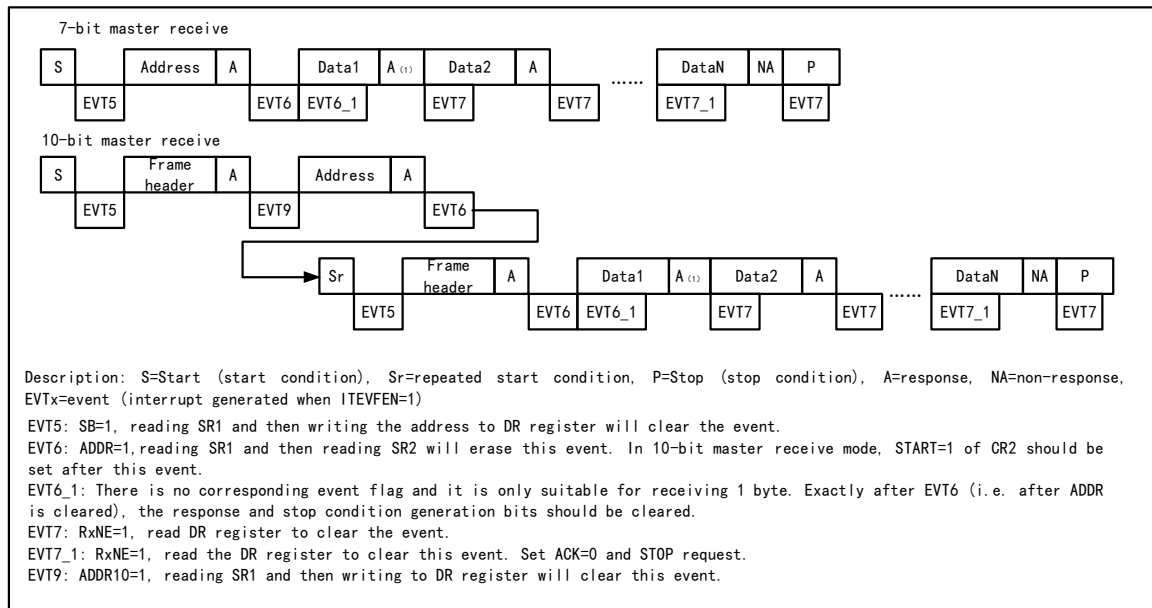 7-bit master receive
S Address A Data1 A (1) Data2 A ...... DataN NA P
EVT5 EVT6 EVT6_1 EVT7 EVT7 EVT7_1 EVT7
10-bit master receive
S Frame header A Address A
EVT5 EVT9 EVT6
Sr Frame header A Data1 A (1) Data2 A ...... DataN NA P
EVT5 EVT6 EVT6_1 EVT7 EVT7 EVT7_1 EVT7
Description: S=Start (start condition), Sr=repeated start condition, P=Stop (stop condition), A=response, NA=non-response,
EVTx=event (interrupt generated when ITEVFEN=1)
EVT5: SB=1, reading SR1 and then writing the address to DR register will clear the event.
EVT6: ADDR=1, reading SR1 and then reading SR2 will erase this event. In 10-bit master receive mode, START=1 of CR2 should be
set after this event.
EVT6_1: There is no corresponding event flag and it is only suitable for receiving 1 byte. Exactly after EVT6 (i.e. after ADDR
is cleared), the response and stop condition generation bits should be cleared.
EVT7: RxNE=1, read DR register to clear the event.
EVT7_1: RxNE=1, read the DR register to clear this event. Set ACK=0 and STOP request.
EVT9: ADDR10=1, reading SR1 and then writing to DR register will clear this event.